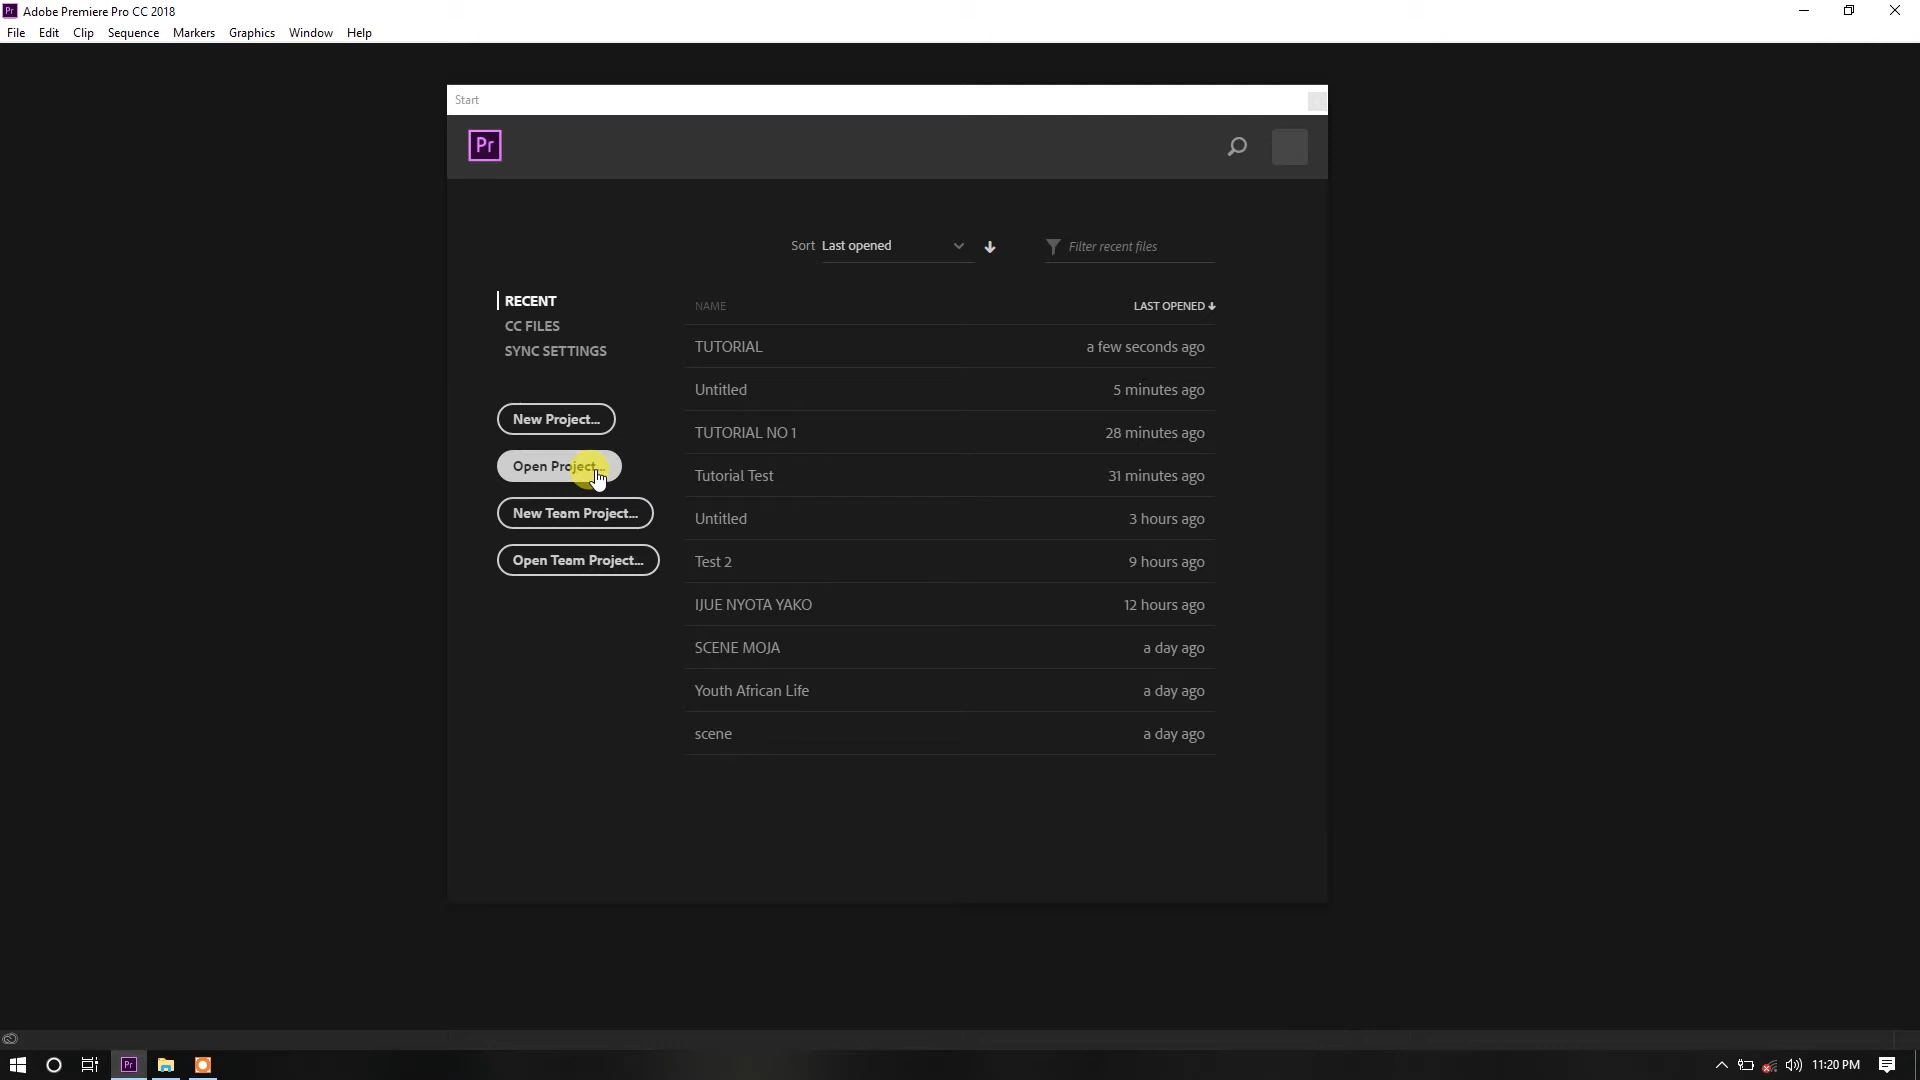 Pr Adobe Premiere Pro CC 2018
File Edit Clip Sequence Markers Graphics Window Help
Start
Pr
Sort Last opened
Filter recent files
RECENT
CC FILES
SYNC SETTINGS
New Project...
Open Project...
New Team Project...
Open Team Project...
NAME LAST OPENED
TUTORIAL a few seconds ago
Untitled 5 minutes ago
TUTORIAL NO 1 28 minutes ago
Tutorial Test 31 minutes ago
Untitled 3 hours ago
Test 2 9 hours ago
IJUE NYOTA YAKO 12 hours ago
SCENE MOJA a day ago
Youth African Life a day ago
scene a day ago
Pr
11:20 PM